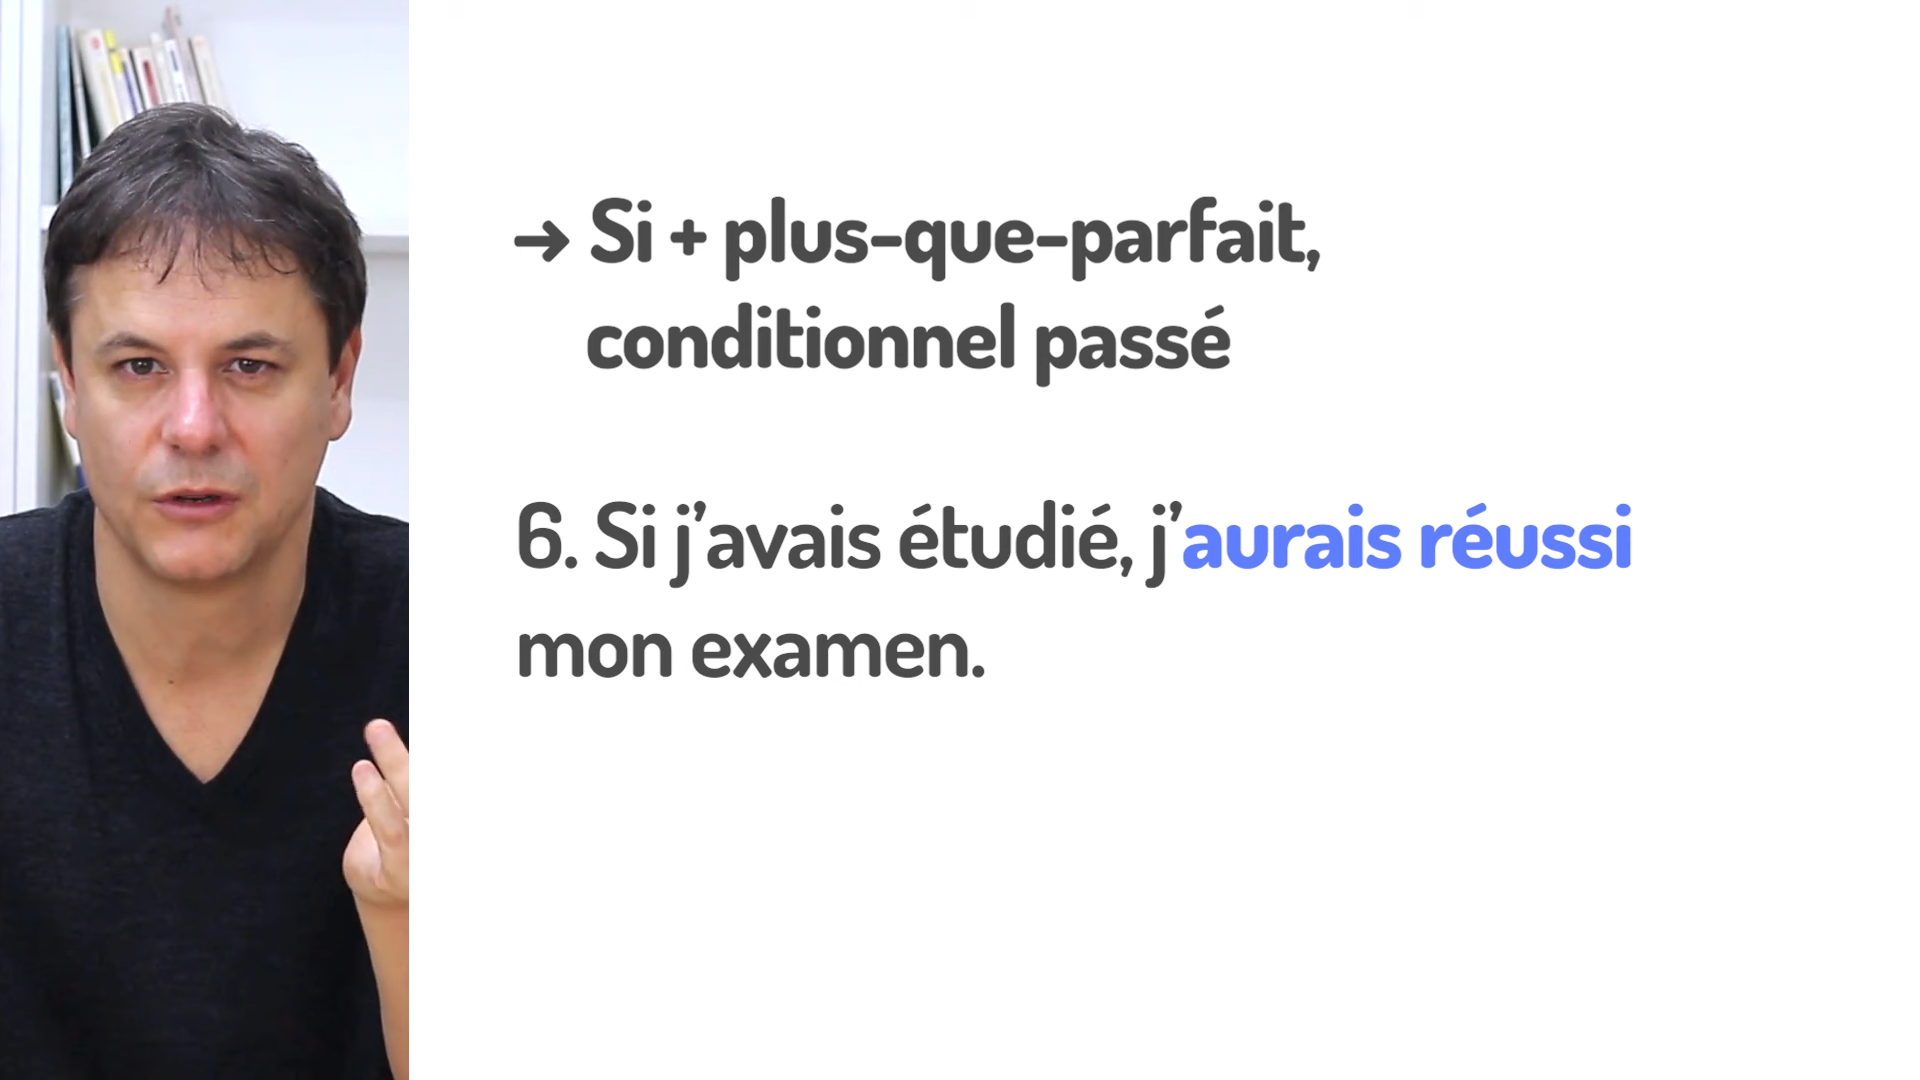 → Si + plus-que-parfait,
conditionnel passé
6. Si j’avais étudié, j’aurais réussi
mon examen.